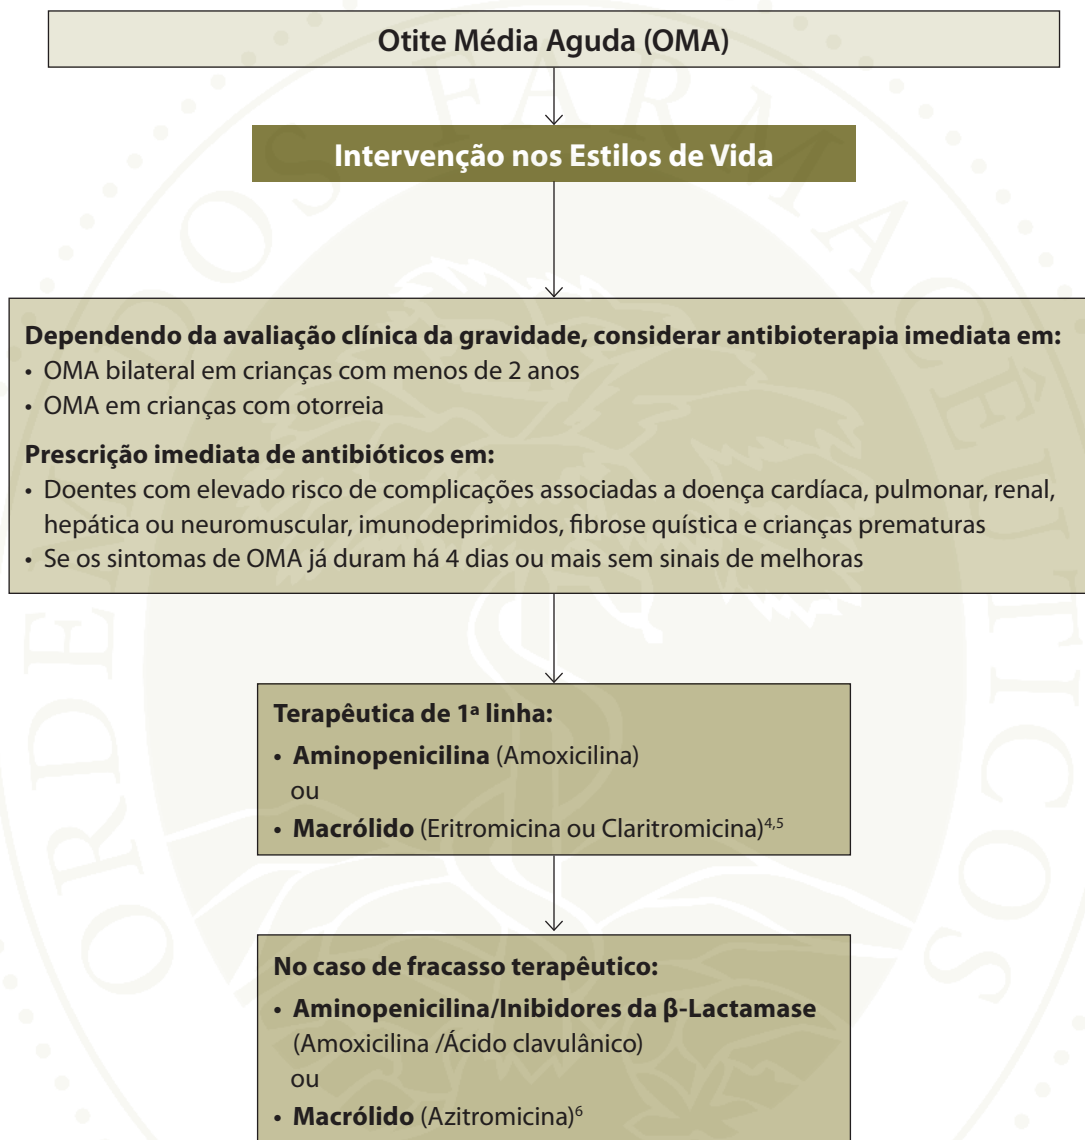 Otite Média Aguda (OMA)
Intervenção nos Estilos de Vida
Dependendo da avaliação clínica da gravidade, considerar antibioterapia imediata em:
• OMA bilateral em crianças com menos de 2 anos
• OMA em crianças com otorreia
Prescrição imediata de antibióticos em:
• Doentes com elevado risco de complicações associadas a doença cardíaca, pulmonar, renal,
hepática ou neuromuscular, imunodeprimidos, fibrose quística e crianças prematuras
• Se os sintomas de OMA já duram há 4 dias ou mais sem sinais de melhoras
Terapêutica de 1ª linha:
• Aminopenicilina (Amoxicilina)
ou
• Macrólido (Eritromicina ou Claritromicina)4,5
No caso de fracasso terapêutico:
• Aminopenicilina/Inibidores da β-Lactamase
(Amoxicilina /Ácido clavulânico)
ou
• Macrólido (Azitromicina)6
ORDEM DOS FARMACÊUTICOS